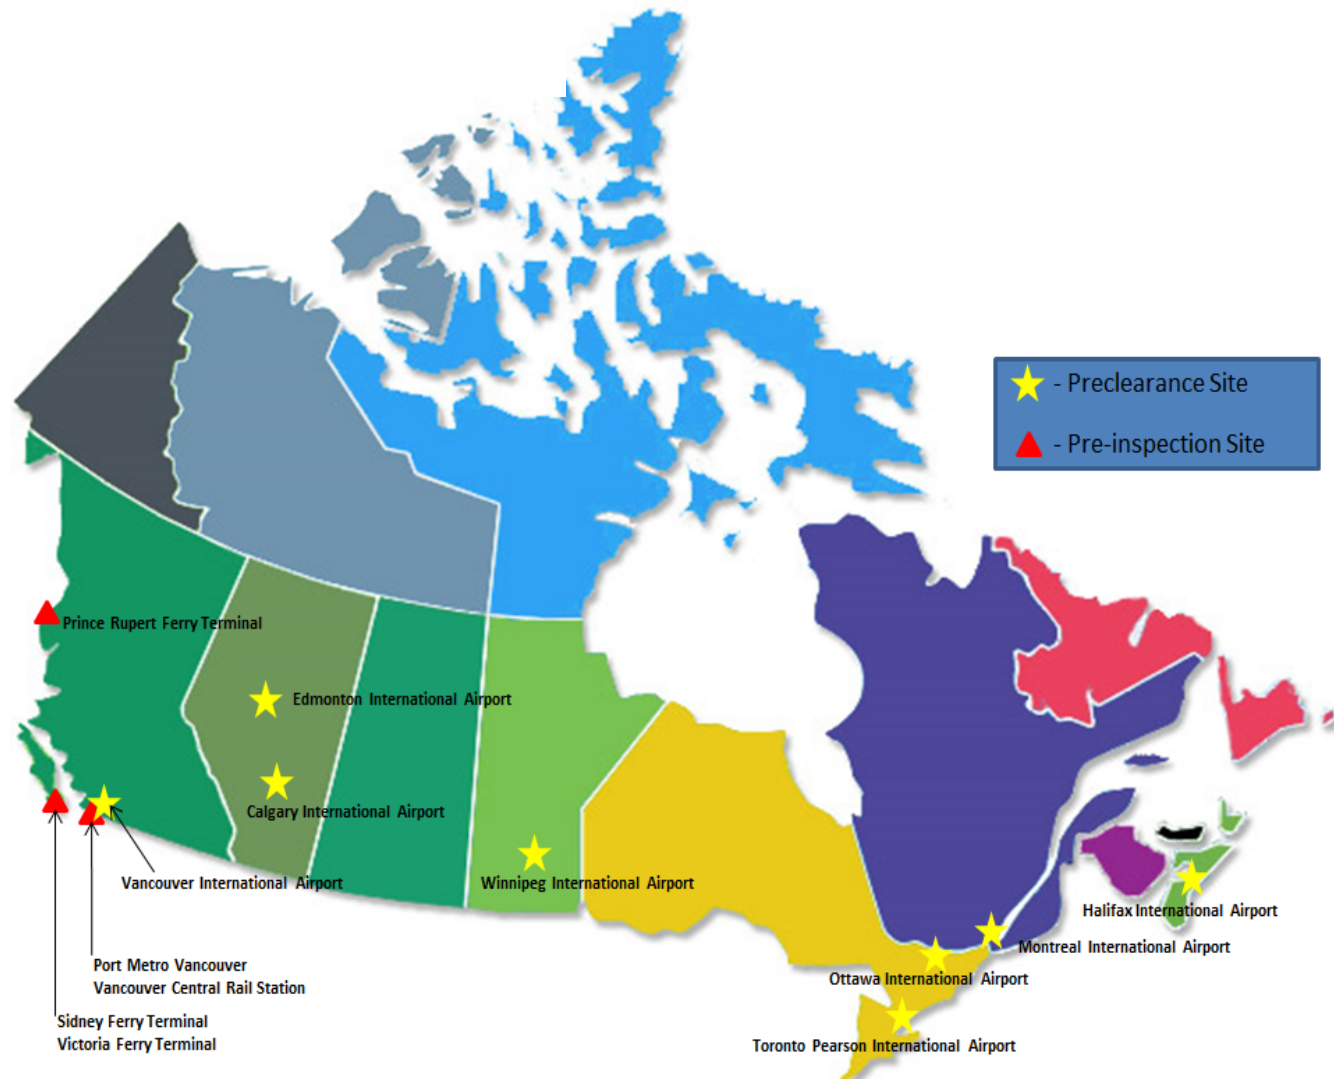 - Preclearance Site
- Pre-inspection Site
Prince Rupert Ferry Terminal
Edmonton International Airport
Calgary International Airport
Vancouver International Airport
Winnipeg International Airport
Halifax International Airport
Montreal International Airport
Port Metro Vancouver
Vancouver Central Rail Station
Ottawa International Airport
Sidney Ferry Terminal
Victoria Ferry Terminal
Toronto Pearson International Airport